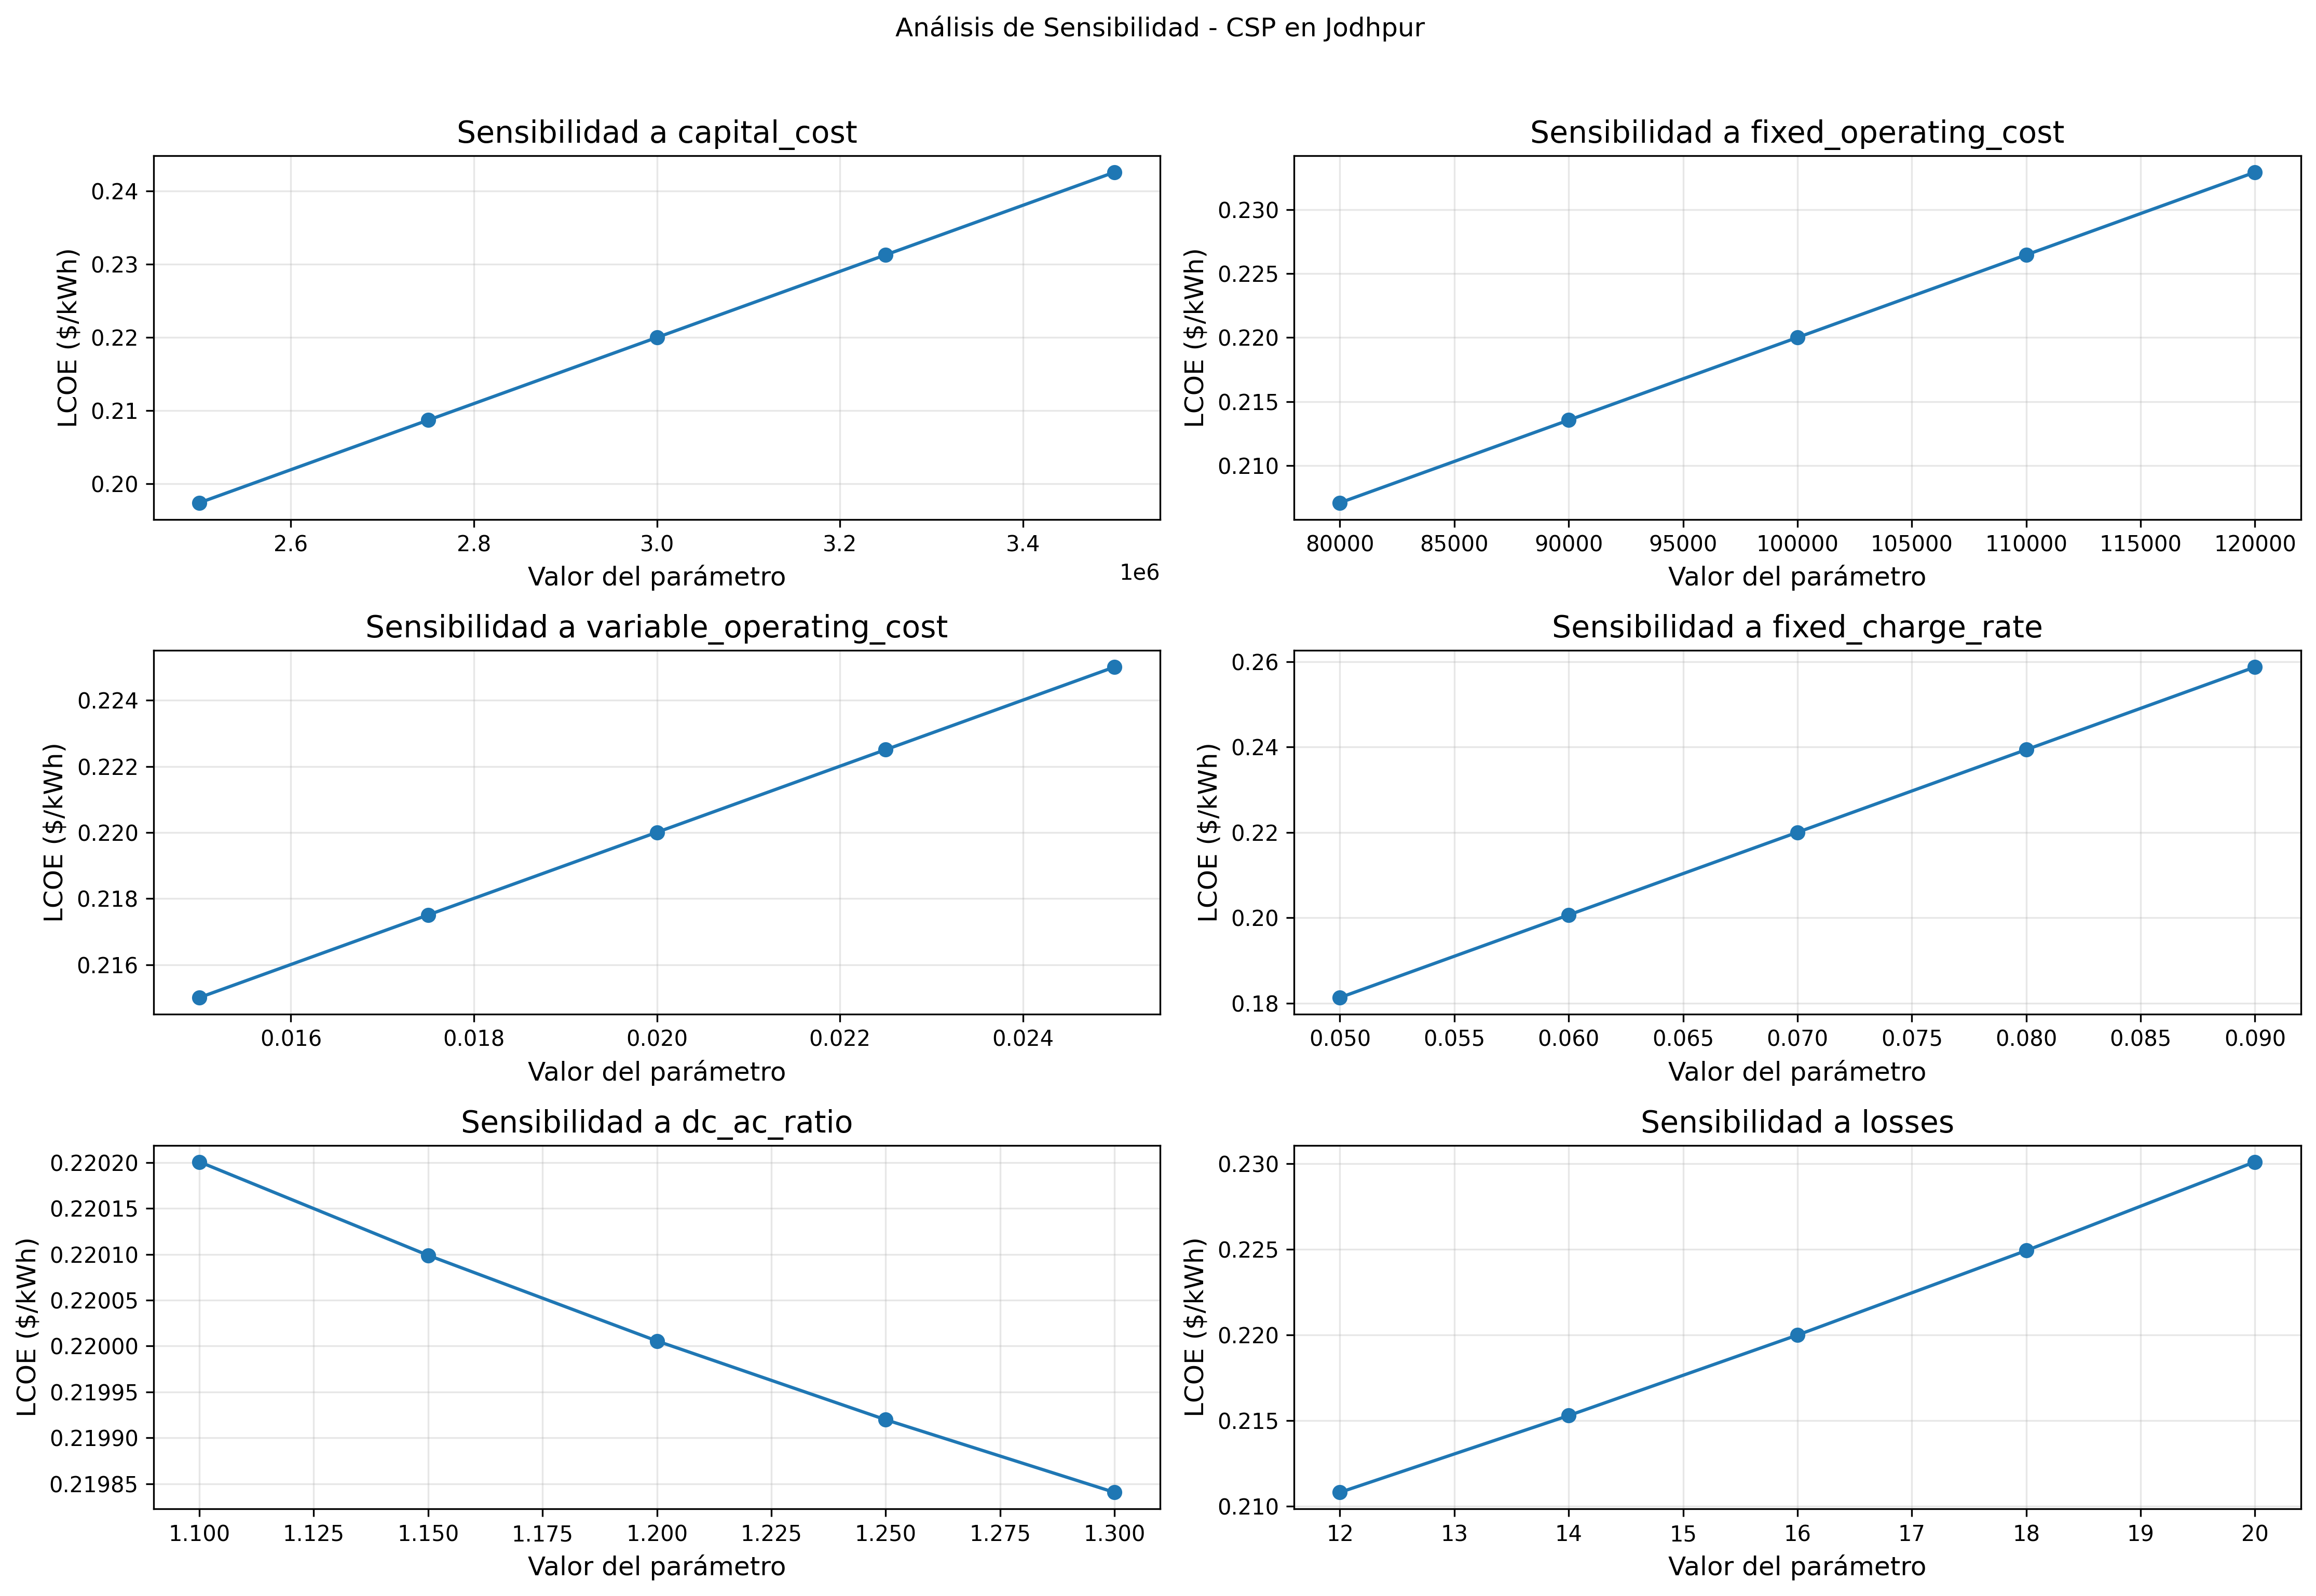 Análisis de Sensibilidad - CSP en Jodhpur
Sensibilidad a capital_cost
LCOE ($/kWh)
0.24
0.23
0.22
0.21
0.20
2.6 2.8 3.0 3.2 3.4
1e6
Valor del parámetro
Sensibilidad a fixed_operating_cost
LCOE ($/kWh)
0.230
0.225
0.220
0.215
0.210
80000 85000 90000 95000 100000 105000 110000 115000 120000
Valor del parámetro
Sensibilidad a variable_operating_cost
LCOE ($/kWh)
0.224
0.222
0.220
0.218
0.216
0.016 0.018 0.020 0.022 0.024
Valor del parámetro
Sensibilidad a fixed_charge_rate
LCOE ($/kWh)
0.26
0.24
0.22
0.20
0.18
0.050 0.055 0.060 0.065 0.070 0.075 0.080 0.085 0.090
Valor del parámetro
Sensibilidad a dc_ac_ratio
LCOE ($/kWh)
0.22020
0.22015
0.22010
0.22005
0.22000
0.21995
0.21990
0.21985
1.100 1.125 1.150 1.175 1.200 1.225 1.250 1.275 1.300
Valor del parámetro
Sensibilidad a losses
LCOE ($/kWh)
0.230
0.225
0.220
0.215
0.210
12 13 14 15 16 17 18 19 20
Valor del parámetro